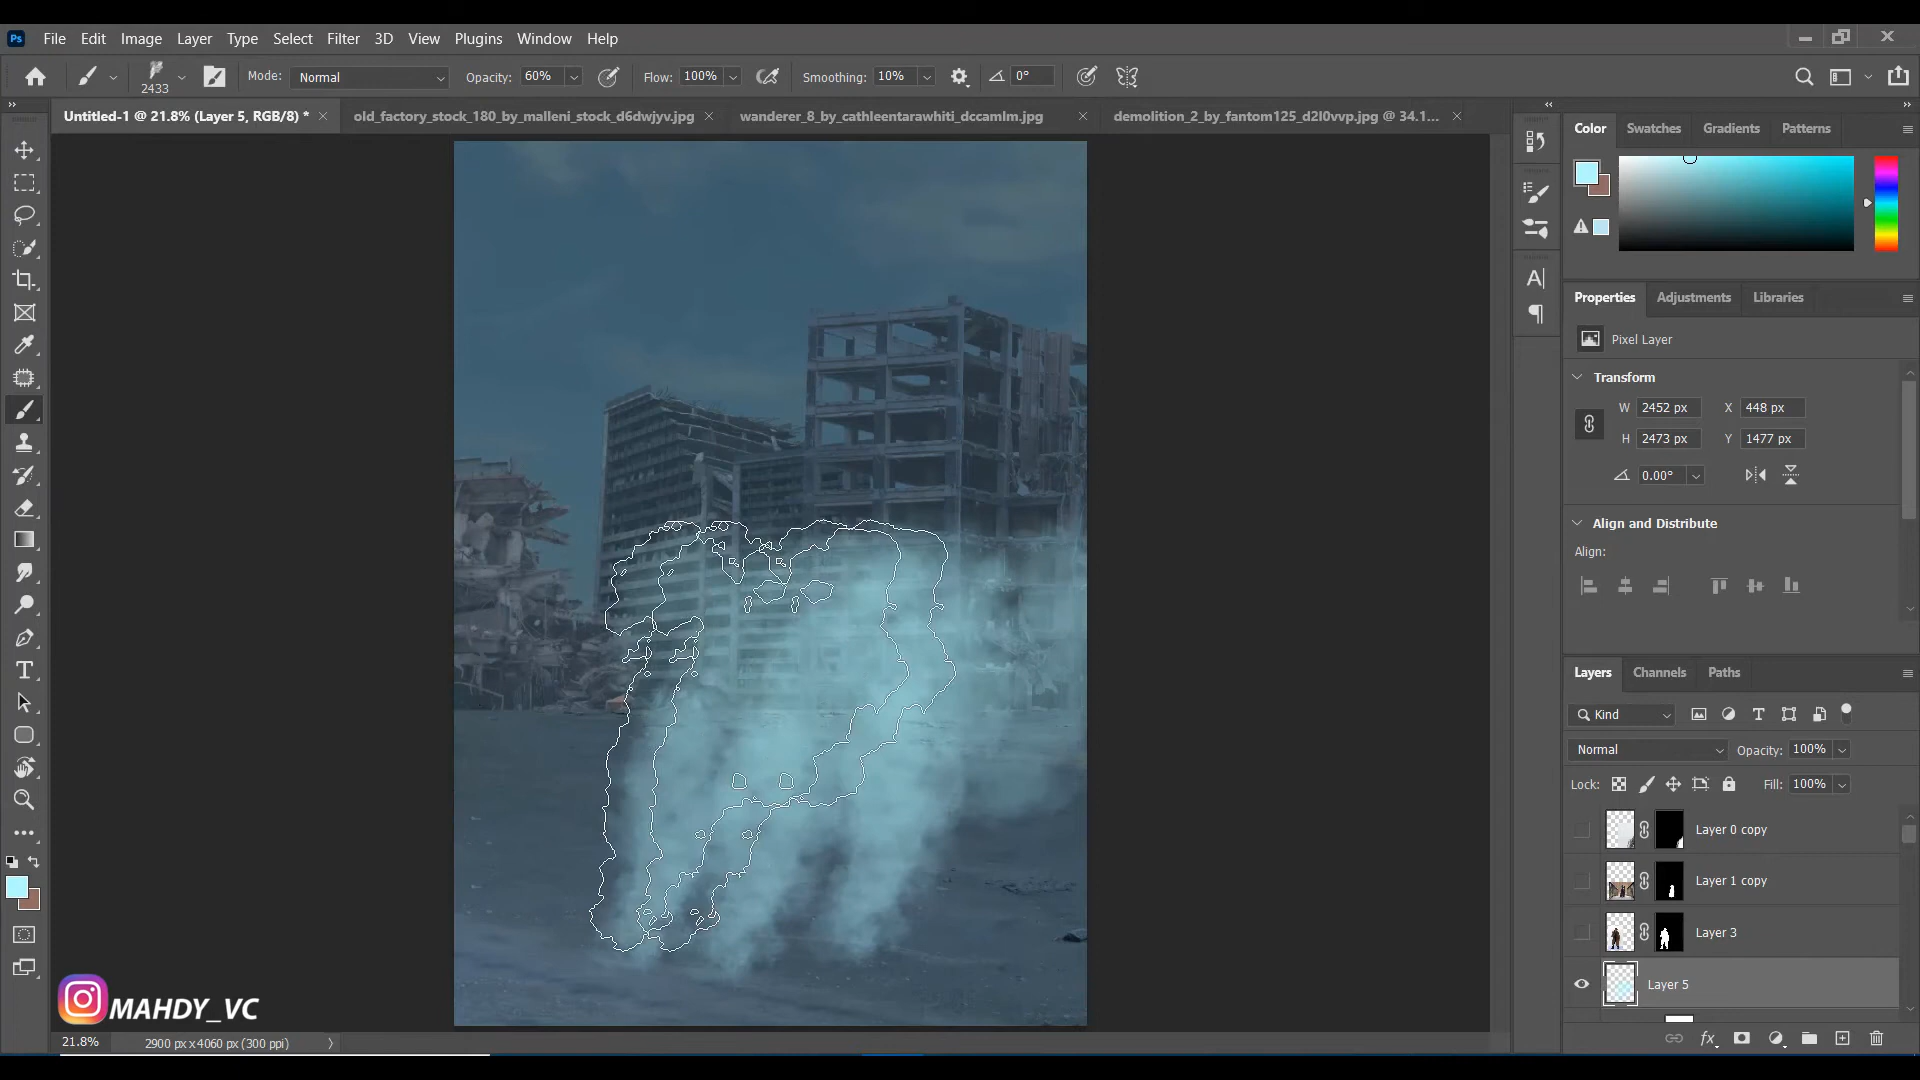 Ps File Edit Image Layer Type Select Filter 3D View Plugins Window Help
2433 Mode: Normal Opacity: 60% Flow: 100% Smoothing: 10% 0°
Untitled-1 @ 21.8% (Layer 5, RGB/8) * old_factory_stock_180_by_malleni_stock_d6dwjyv.jpg wanderer_8_by_cathleentarawhiti_dccamlm.jpg demolition_2_by_fantom125_d2l0vvp.jpg @ 34.1...
Color Swatches Gradients Patterns
Properties Adjustments Libraries
Pixel Layer
Transform
W 2452 px X 448 px
H 2473 px Y 1477 px
0.00°
Align and Distribute
Align:
Layers Channels Paths
Kind
Normal Opacity: 100%
Lock: Fill: 100%
Layer 0 copy
Layer 1 copy
Layer 3
Layer 5
fx
MAHDY_VC
21.8% 2900 px x 4060 px (300 ppi)